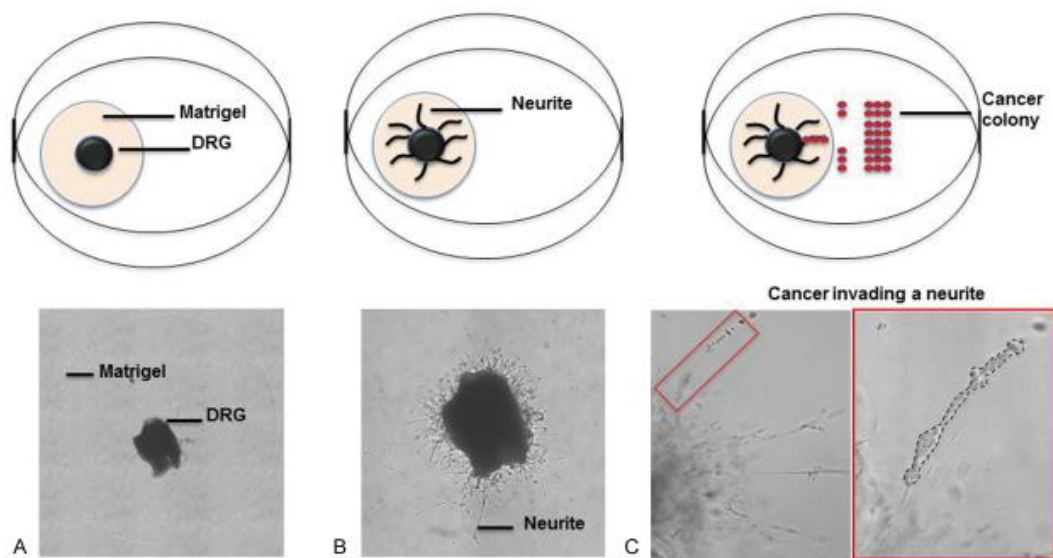 Matrigel
DRG
Neurite
Cancer
colony
Cancer invading a neurite
Matrigel
DRG
Neurite
A
B
C